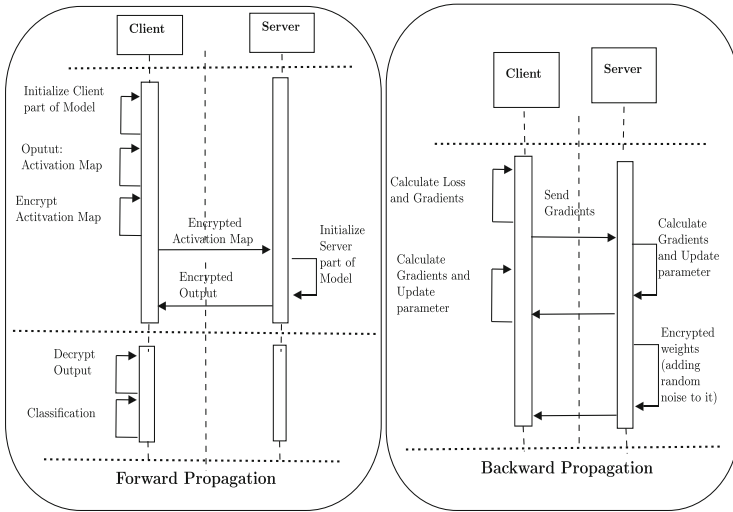 Client
Server
Initialize Client
part of Model
Oputut:
Activation Map
Encrypt
Actitvation Map
Encrypted
Activation Map
Initialize
Server
part of
Model
Encrypted
Output
Decrypt
Output
Classification
Forward Propagation
Client
Server
Calculate Loss
and Gradients
Send
Gradients
Calculate
Gradients
and Update
parameter
Calculate
Gradients and
Update
parameter
Encrypted
weights
(adding
random
noise to it)
Backward Propagation